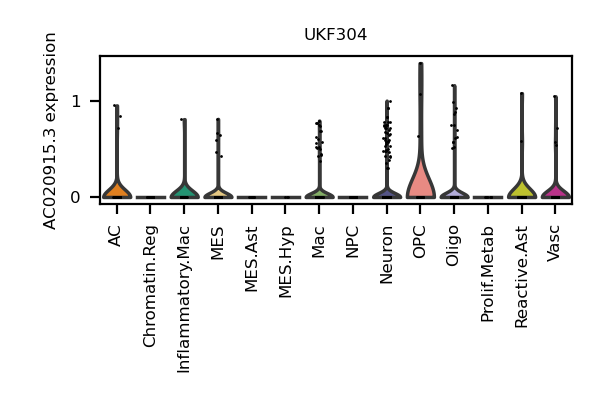 UKF304
AC020915.3 expression
1
0
AC
Chromatin.Reg
Inflammatory.Mac
MES
MES.Ast
MES.Hyp
Mac
NPC
Neuron
OPC
Oligo
Prolif.Metab
Reactive.Ast
Vasc